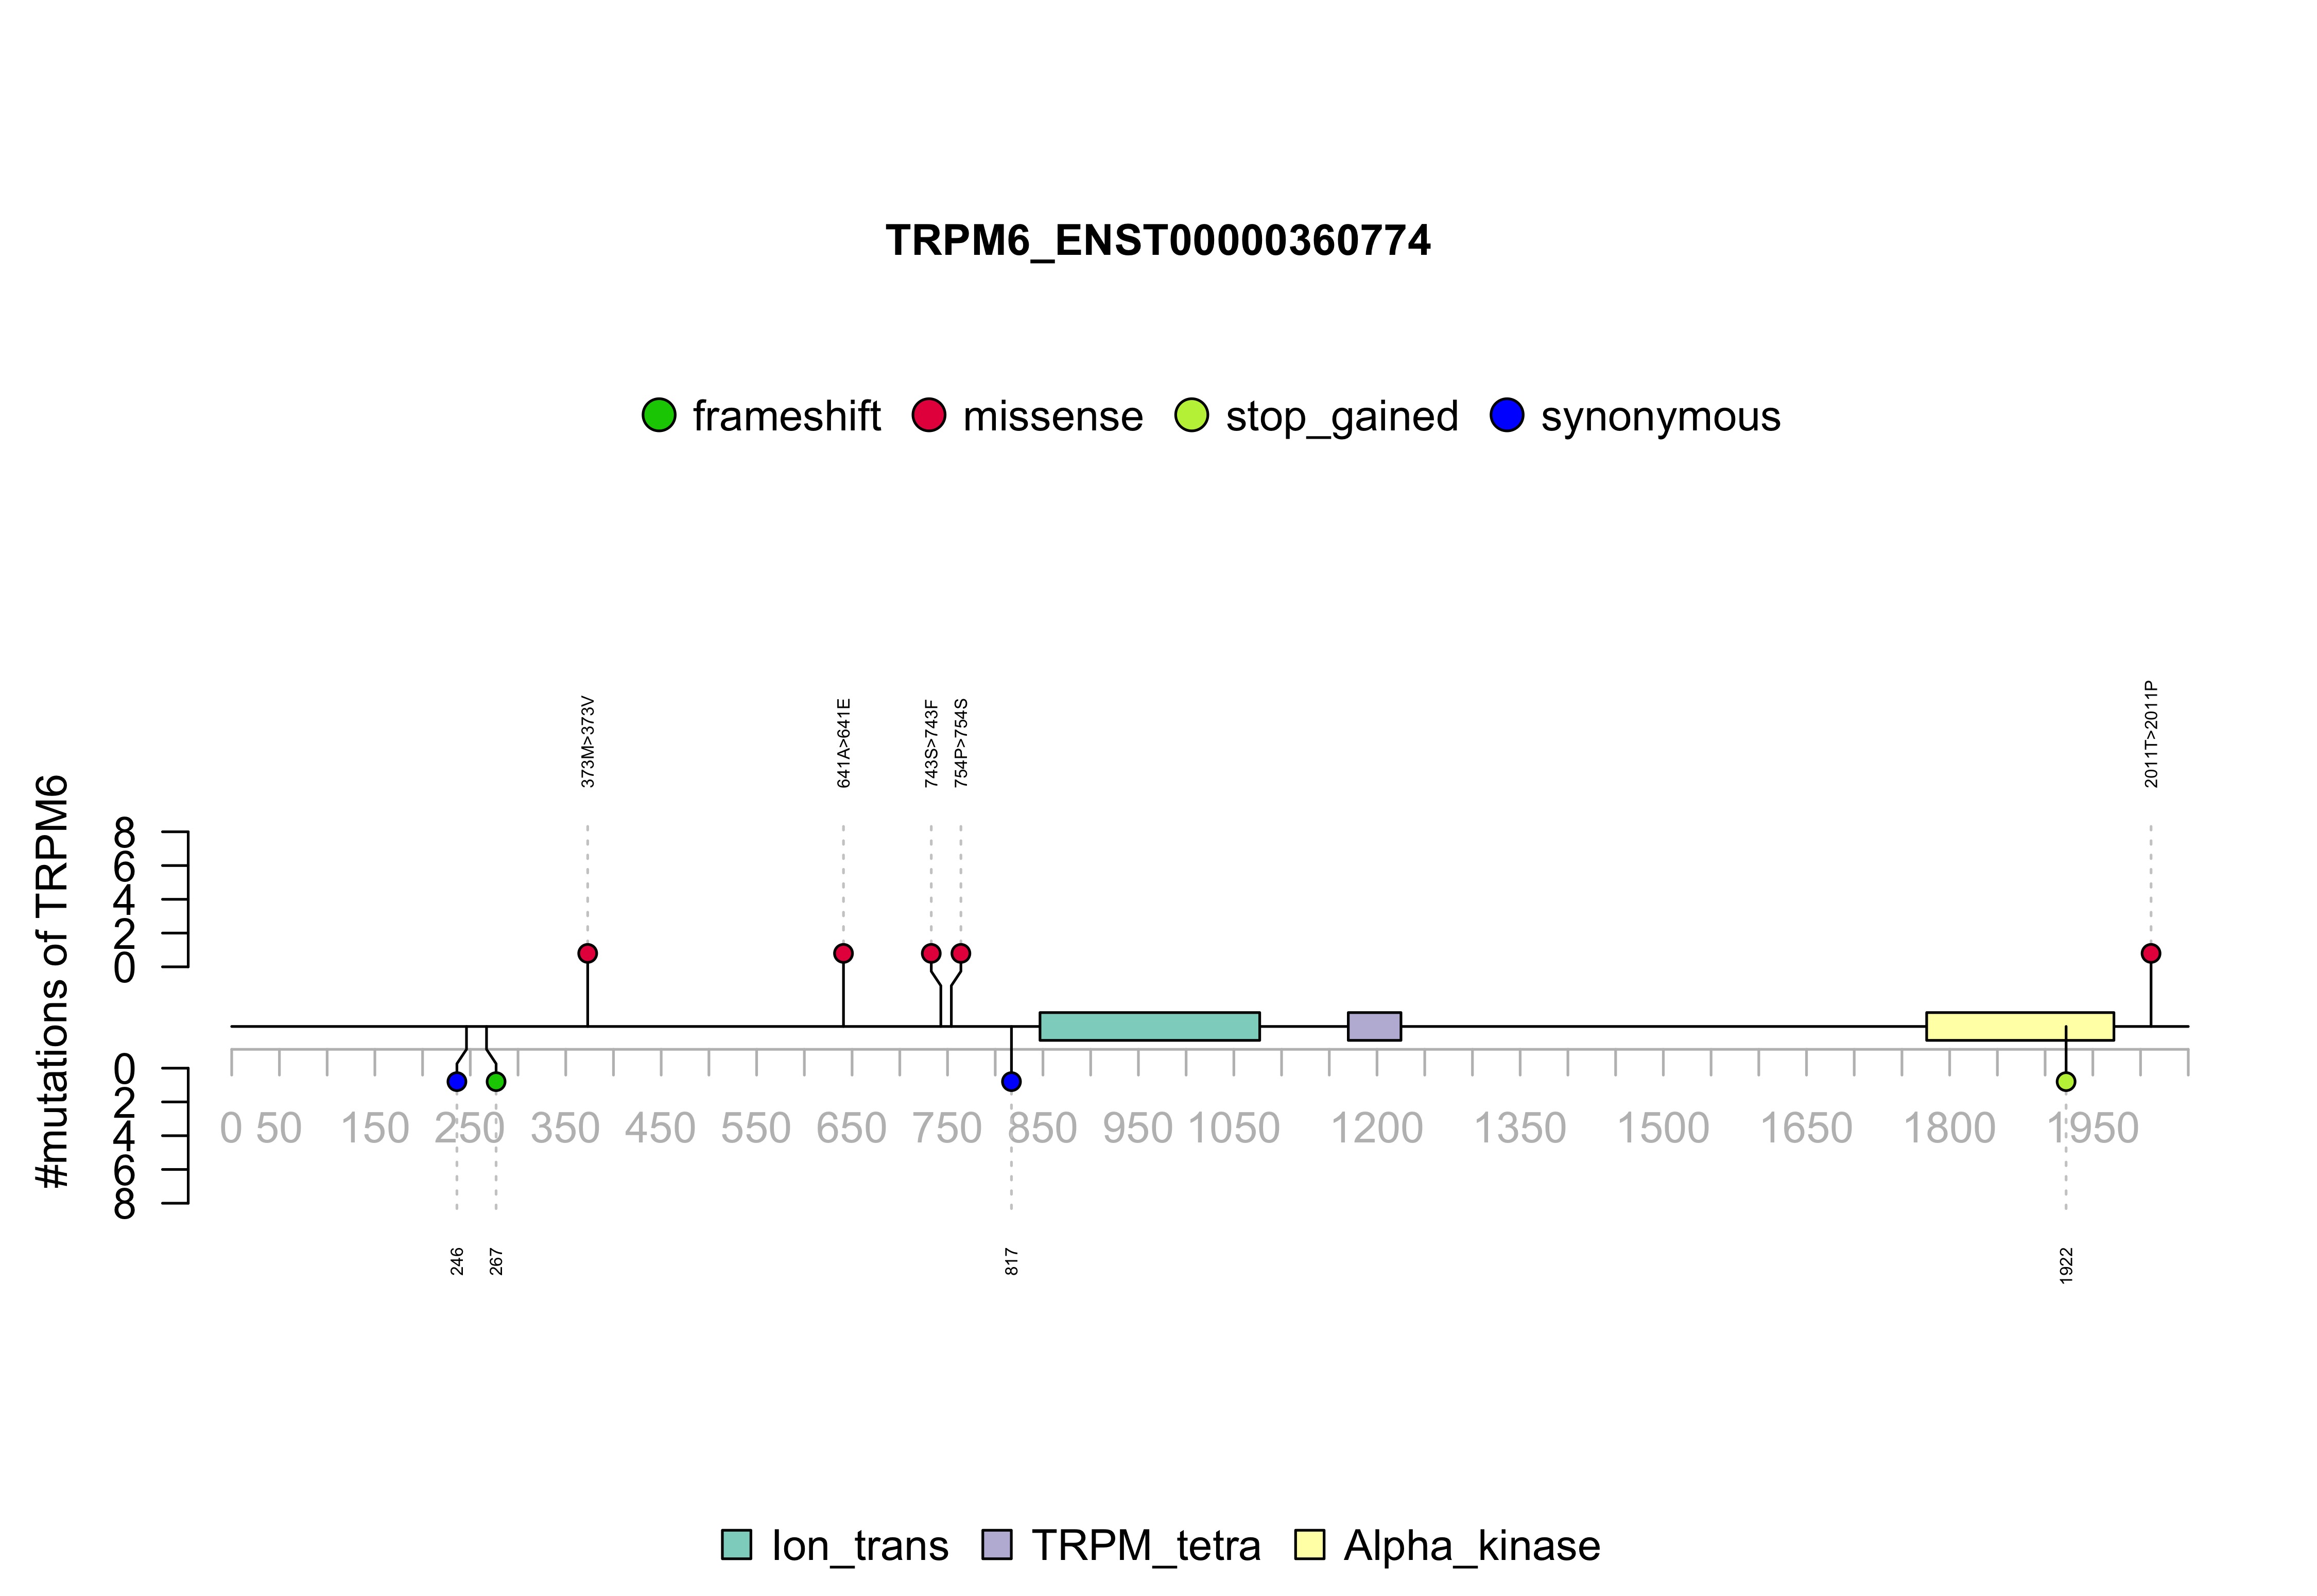 TRPM6_ENST00000360774
frameshift missense stop_gained synonymous
373M>373V 641A>641E 743S>743F 754P>754S 2011T>2011P
#mutations of TRPM6
8
6
4
2
0
0
2
4
6
8
0 50 150 250 350 450 550 650 750 850 950 1050 1200 1350 1500 1650 1800 1950
246 267 817 1922
Ion_trans TRPM_tetra Alpha_kinase